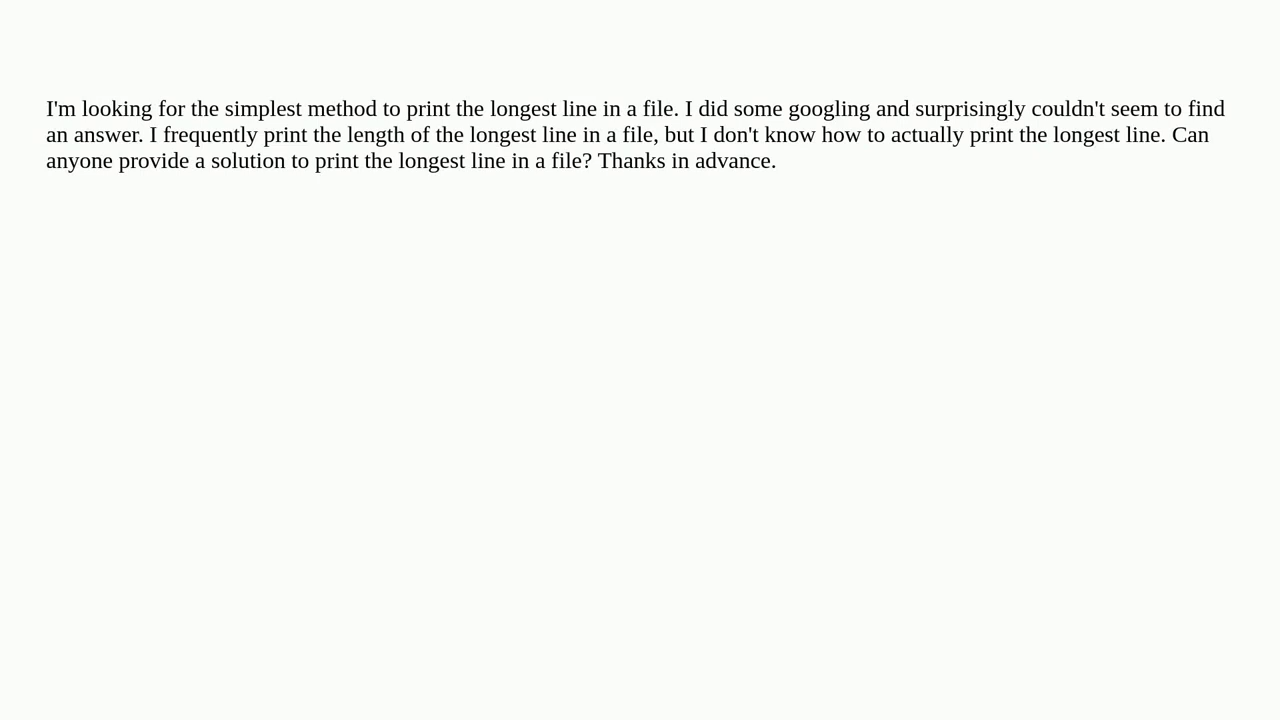 I'm looking for the simplest method to print the longest line in a file. I did some googling and surprisingly couldn't seem to find
an answer. I frequently print the length of the longest line in a file, but I don't know how to actually print the longest line. Can
anyone provide a solution to print the longest line in a file? Thanks in advance.